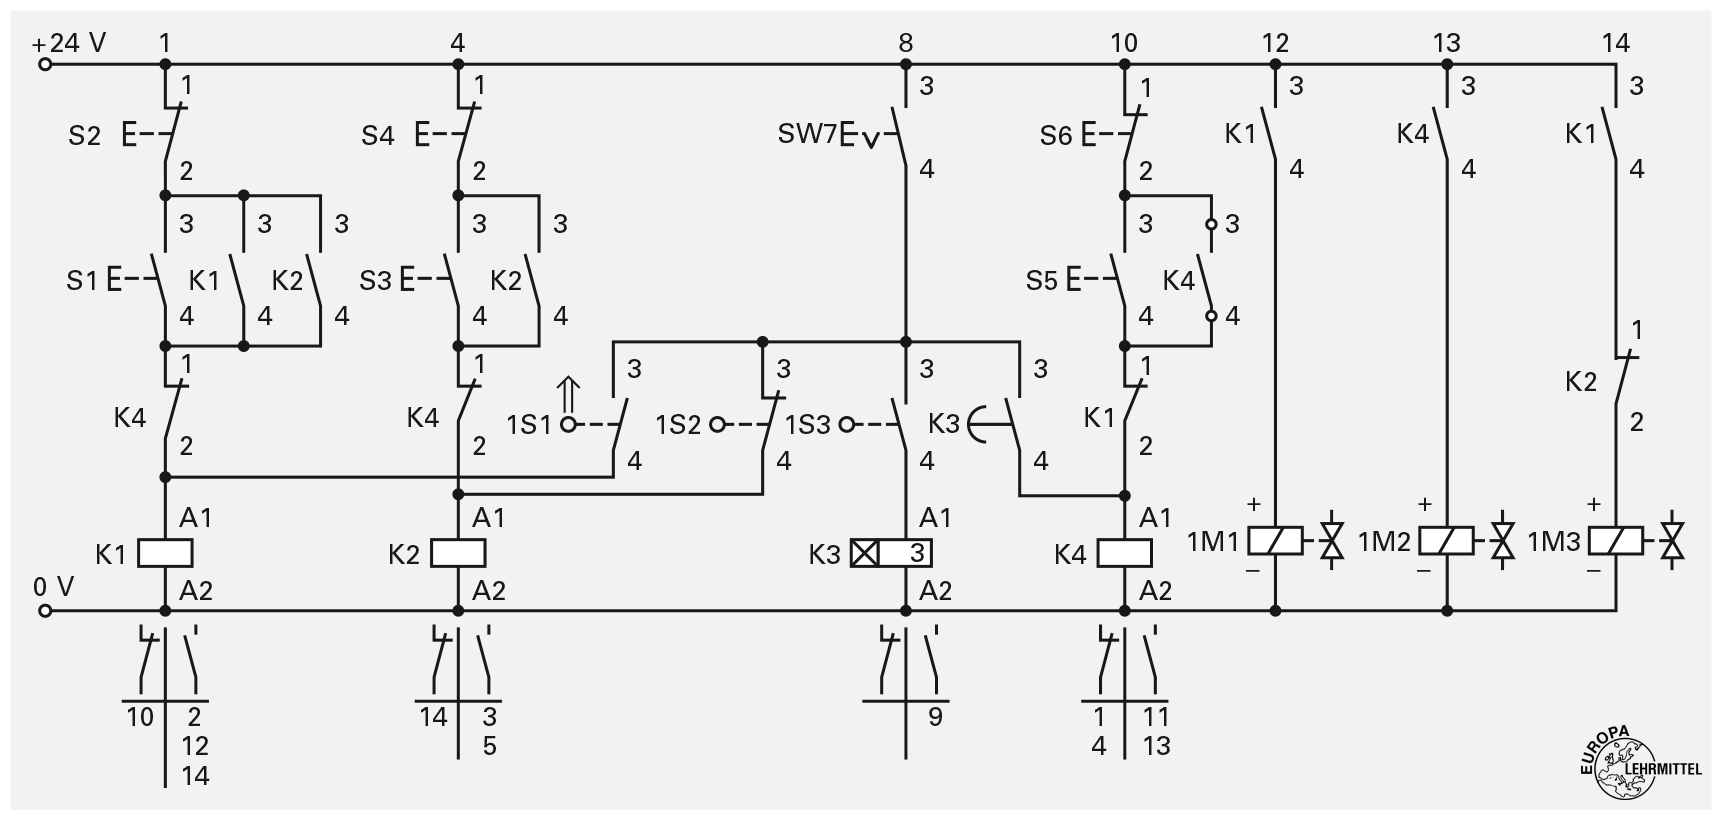 +24 V 1 4 8 10 12 13 14
1 1 3 1 3 3 3
S2 S4 SW7 S6 K1 K4 K1
2 2 4 2 4 4 4
3 3 3 3 3 3 3
S1 K1 K2 S3 K2 S5 K4
4 4 4 4 4 4 4
1
1 1 3 3 3 3 1
K2
K4 K4 1S1 1S2 1S3 K3 K1
2
2 2 4 4 4 4 2
+ + +
A1 A1 A1 A1
K1 K2 K3 3 K4 1M1 1M2 1M3
− − −
0 V A2 A2 A2 A2
10 2 14 3 9 1 11
12 5 4 13
14
EUROPA
LEHRMITTEL